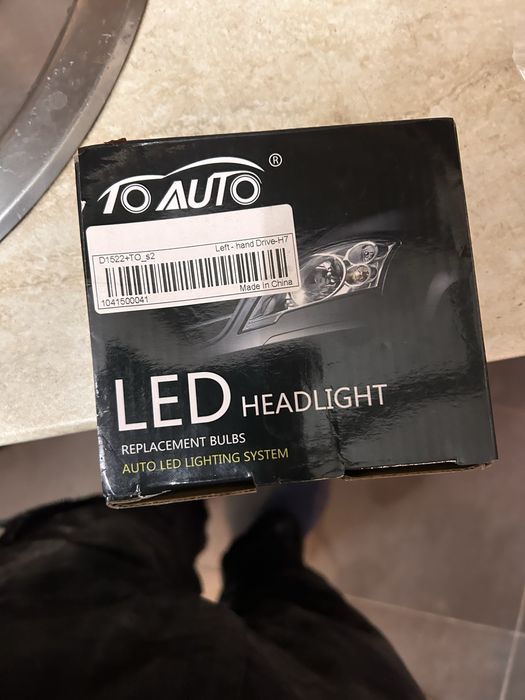 TO AUTO ®
D1522+TO_s2 Left - hand Drive-H7
1041500041 Made in China
LED HEADLIGHT
REPLACEMENT BULBS
AUTO LED LIGHTING SYSTEM